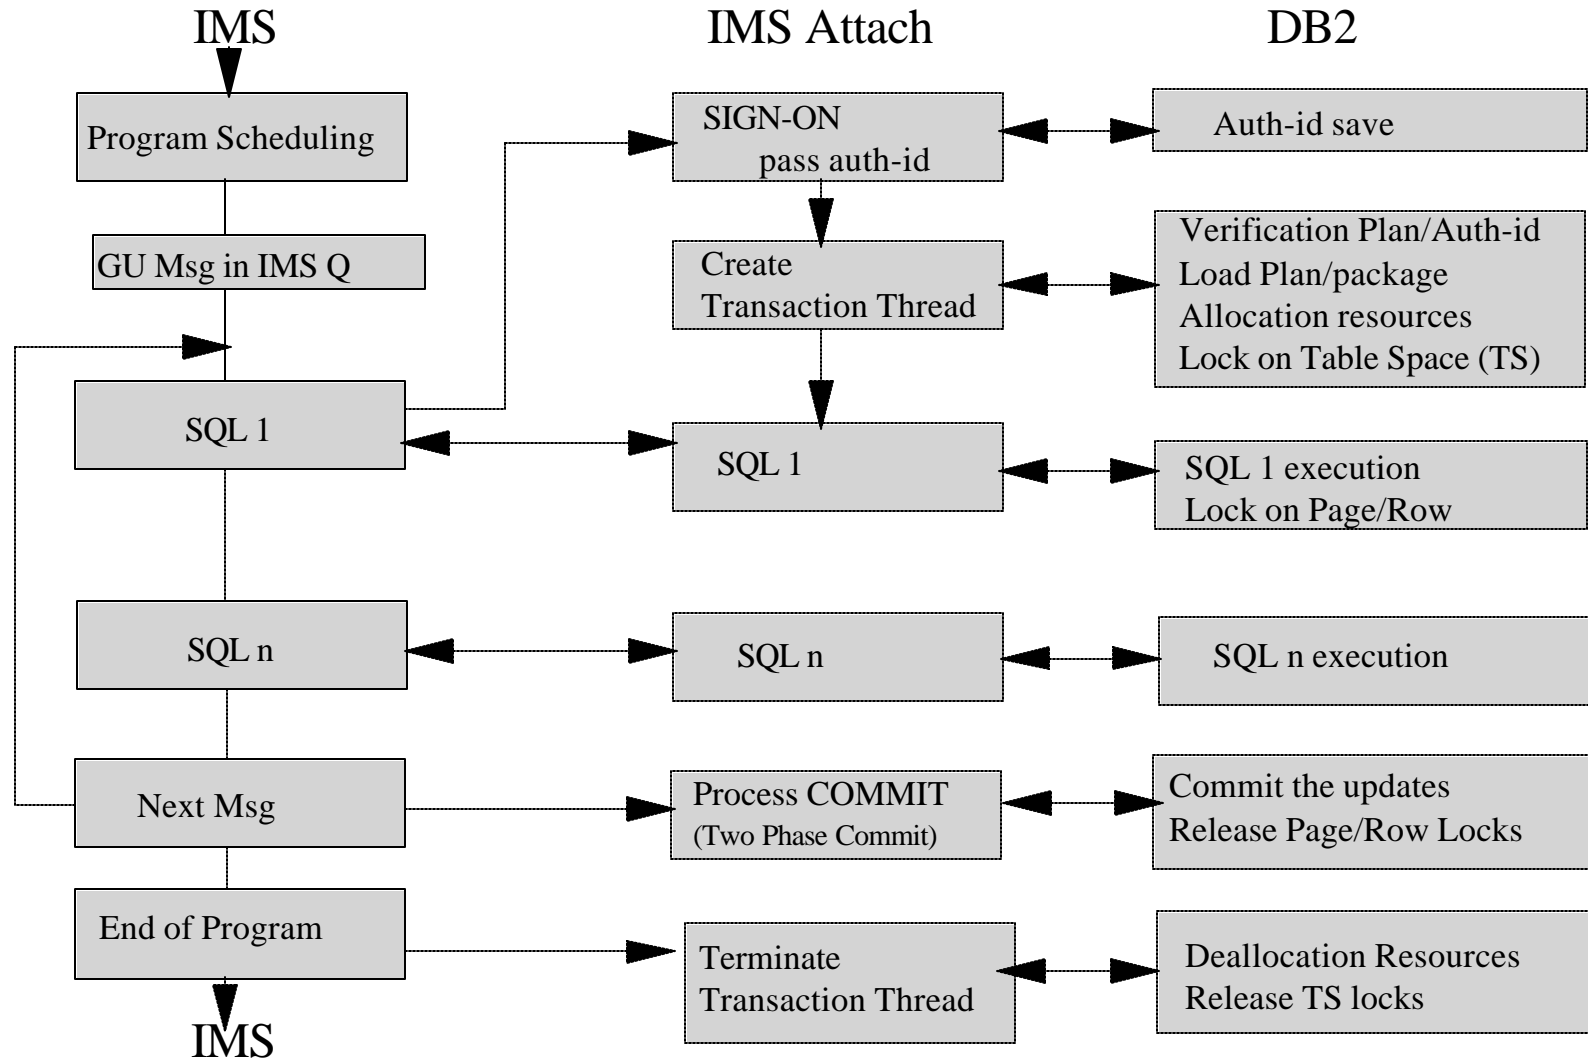 IMS
IMS Attach
DB2
Program Scheduling
SIGN-ON
pass auth-id
Auth-id save
GU Msg in IMS Q
Create
Transaction Thread
Verification Plan/Auth-id
Load Plan/package
Allocation resources
Lock on Table Space (TS)
SQL 1
SQL 1
SQL 1 execution
Lock on Page/Row
SQL n
SQL n
SQL n execution
Next Msg
Process COMMIT
(Two Phase Commit)
Commit the updates
Release Page/Row Locks
End of Program
Terminate
Transaction Thread
Deallocation Resources
Release TS locks
IMS